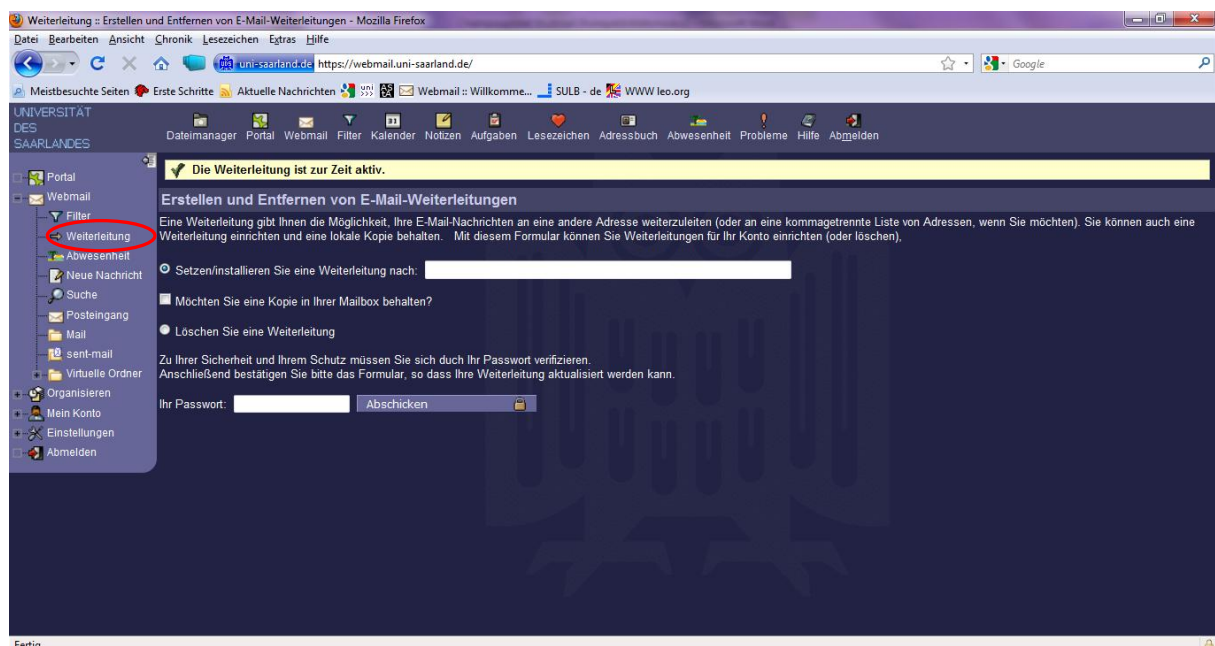 Weiterleitung :: Erstellen und Entfernen von E-Mail-Weiterleitungen - Mozilla Firefox
Datei Bearbeiten Ansicht Chronik Lesezeichen Extras Hilfe
uni-saarland.de https://webmail.uni-saarland.de/
Google
Meistbesuchte Seiten Erste Schritte Aktuelle Nachrichten Webmail :: Willkomme... SULB - de WWW leo.org
UNIVERSITÄT
DES
SAARLANDES
Dateimanager Portal Webmail Filter Kalender Notizen Aufgaben Lesezeichen Adressbuch Abwesenheit Probleme Hilfe Abmelden
Portal
Webmail
Filter
Weiterleitung
Abwesenheit
Neue Nachricht
Suche
Posteingang
Mail
sent-mail
Virtuelle Ordner
Organisieren
Mein Konto
Einstellungen
Abmelden
Die Weiterleitung ist zur Zeit aktiv.
Erstellen und Entfernen von E-Mail-Weiterleitungen
Eine Weiterleitung gibt Ihnen die Möglichkeit, Ihre E-Mail-Nachrichten an eine andere Adresse weiterzuleiten (oder an eine kommagetrennte Liste von Adressen, wenn Sie möchten). Sie können auch eine
Weiterleitung einrichten und eine lokale Kopie behalten. Mit diesem Formular können Sie Weiterleitungen für Ihr Konto einrichten (oder löschen),
Setzen/installieren Sie eine Weiterleitung nach:
Möchten Sie eine Kopie in Ihrer Mailbox behalten?
Löschen Sie eine Weiterleitung
Zu Ihrer Sicherheit und Ihrem Schutz müssen Sie sich duch Ihr Passwort verifizieren.
Anschließend bestätigen Sie bitte das Formular, so dass Ihre Weiterleitung aktualisiert werden kann.
Ihr Passwort: Abschicken
Fertig